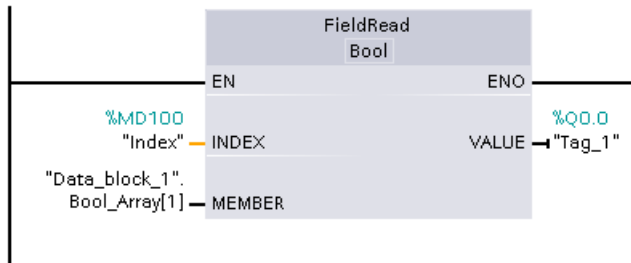 FieldRead
Bool
EN
ENO
%MD100
"Index"
INDEX
%Q0.0
VALUE
"Tag_1"
"Data_block_1".
Bool_Array[1]
MEMBER